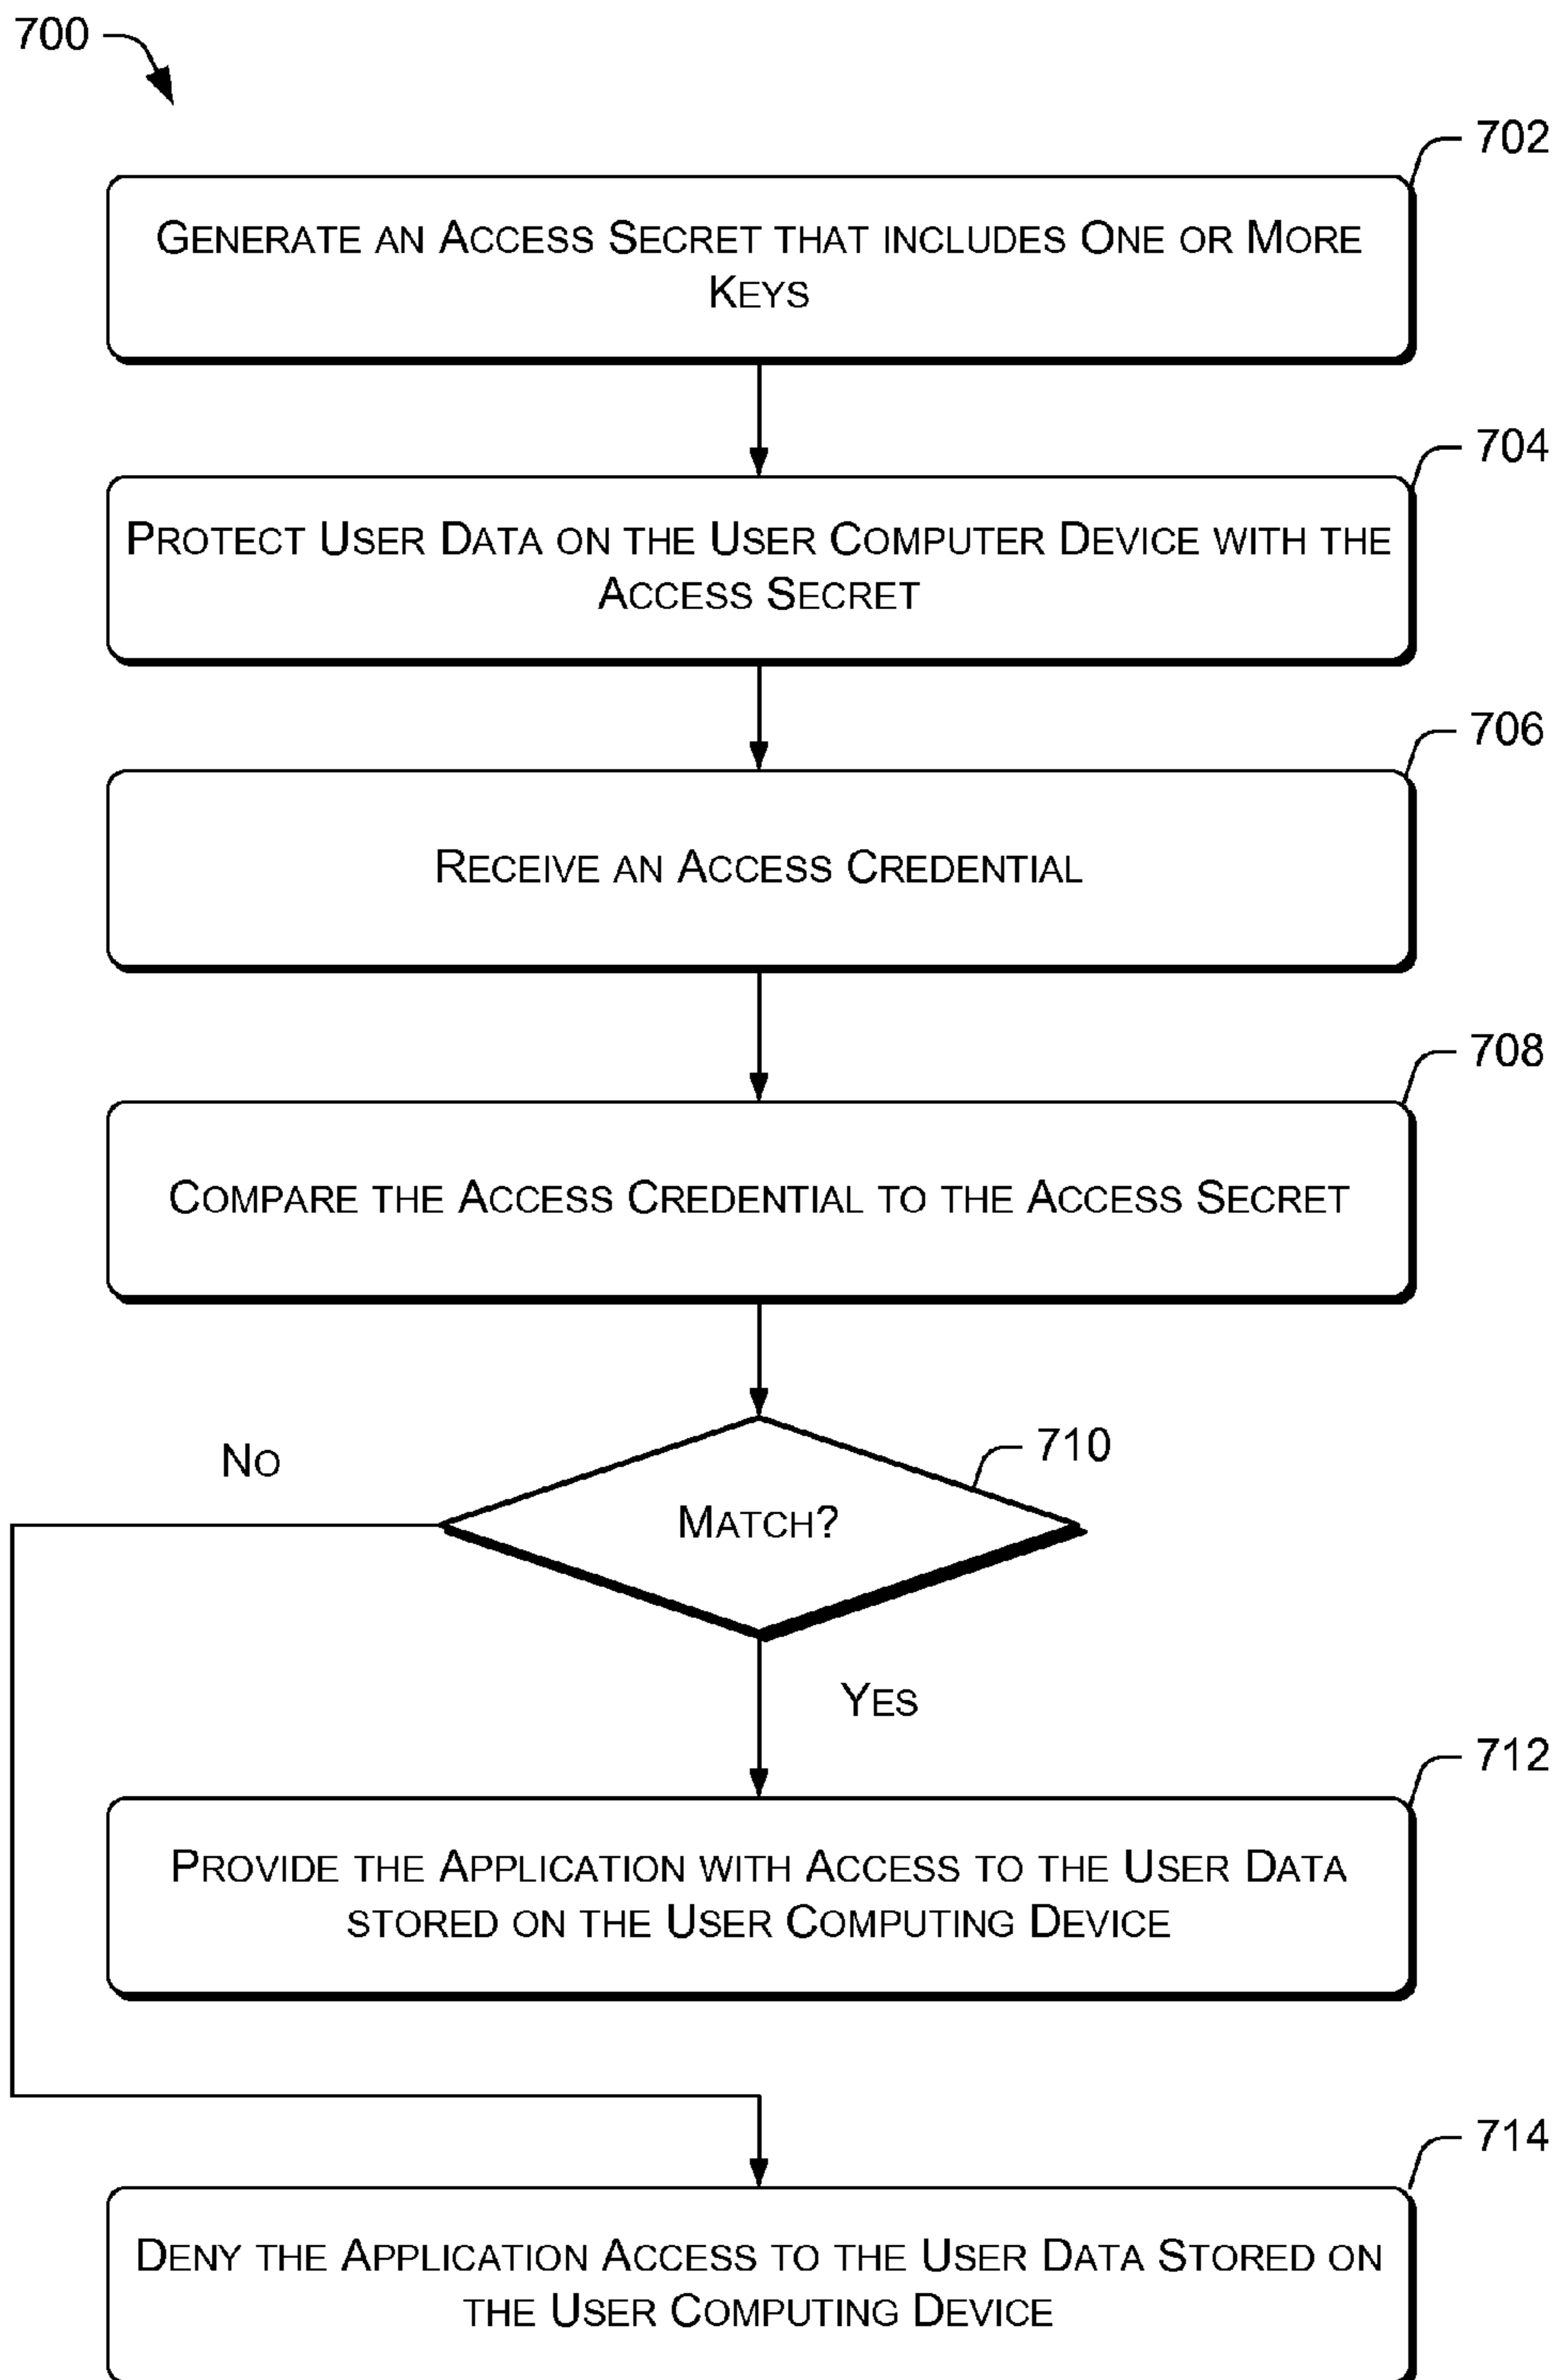 700
702
GENERATE AN ACCESS SECRET THAT INCLUDES ONE OR MORE
KEYS
704
PROTECT USER DATA ON THE USER COMPUTER DEVICE WITH THE
ACCESS SECRET
706
RECEIVE AN ACCESS CREDENTIAL
708
COMPARE THE ACCESS CREDENTIAL TO THE ACCESS SECRET
710
NO
MATCH?
YES
712
PROVIDE THE APPLICATION WITH ACCESS TO THE USER DATA
STORED ON THE USER COMPUTING DEVICE
714
DENY THE APPLICATION ACCESS TO THE USER DATA STORED ON
THE USER COMPUTING DEVICE